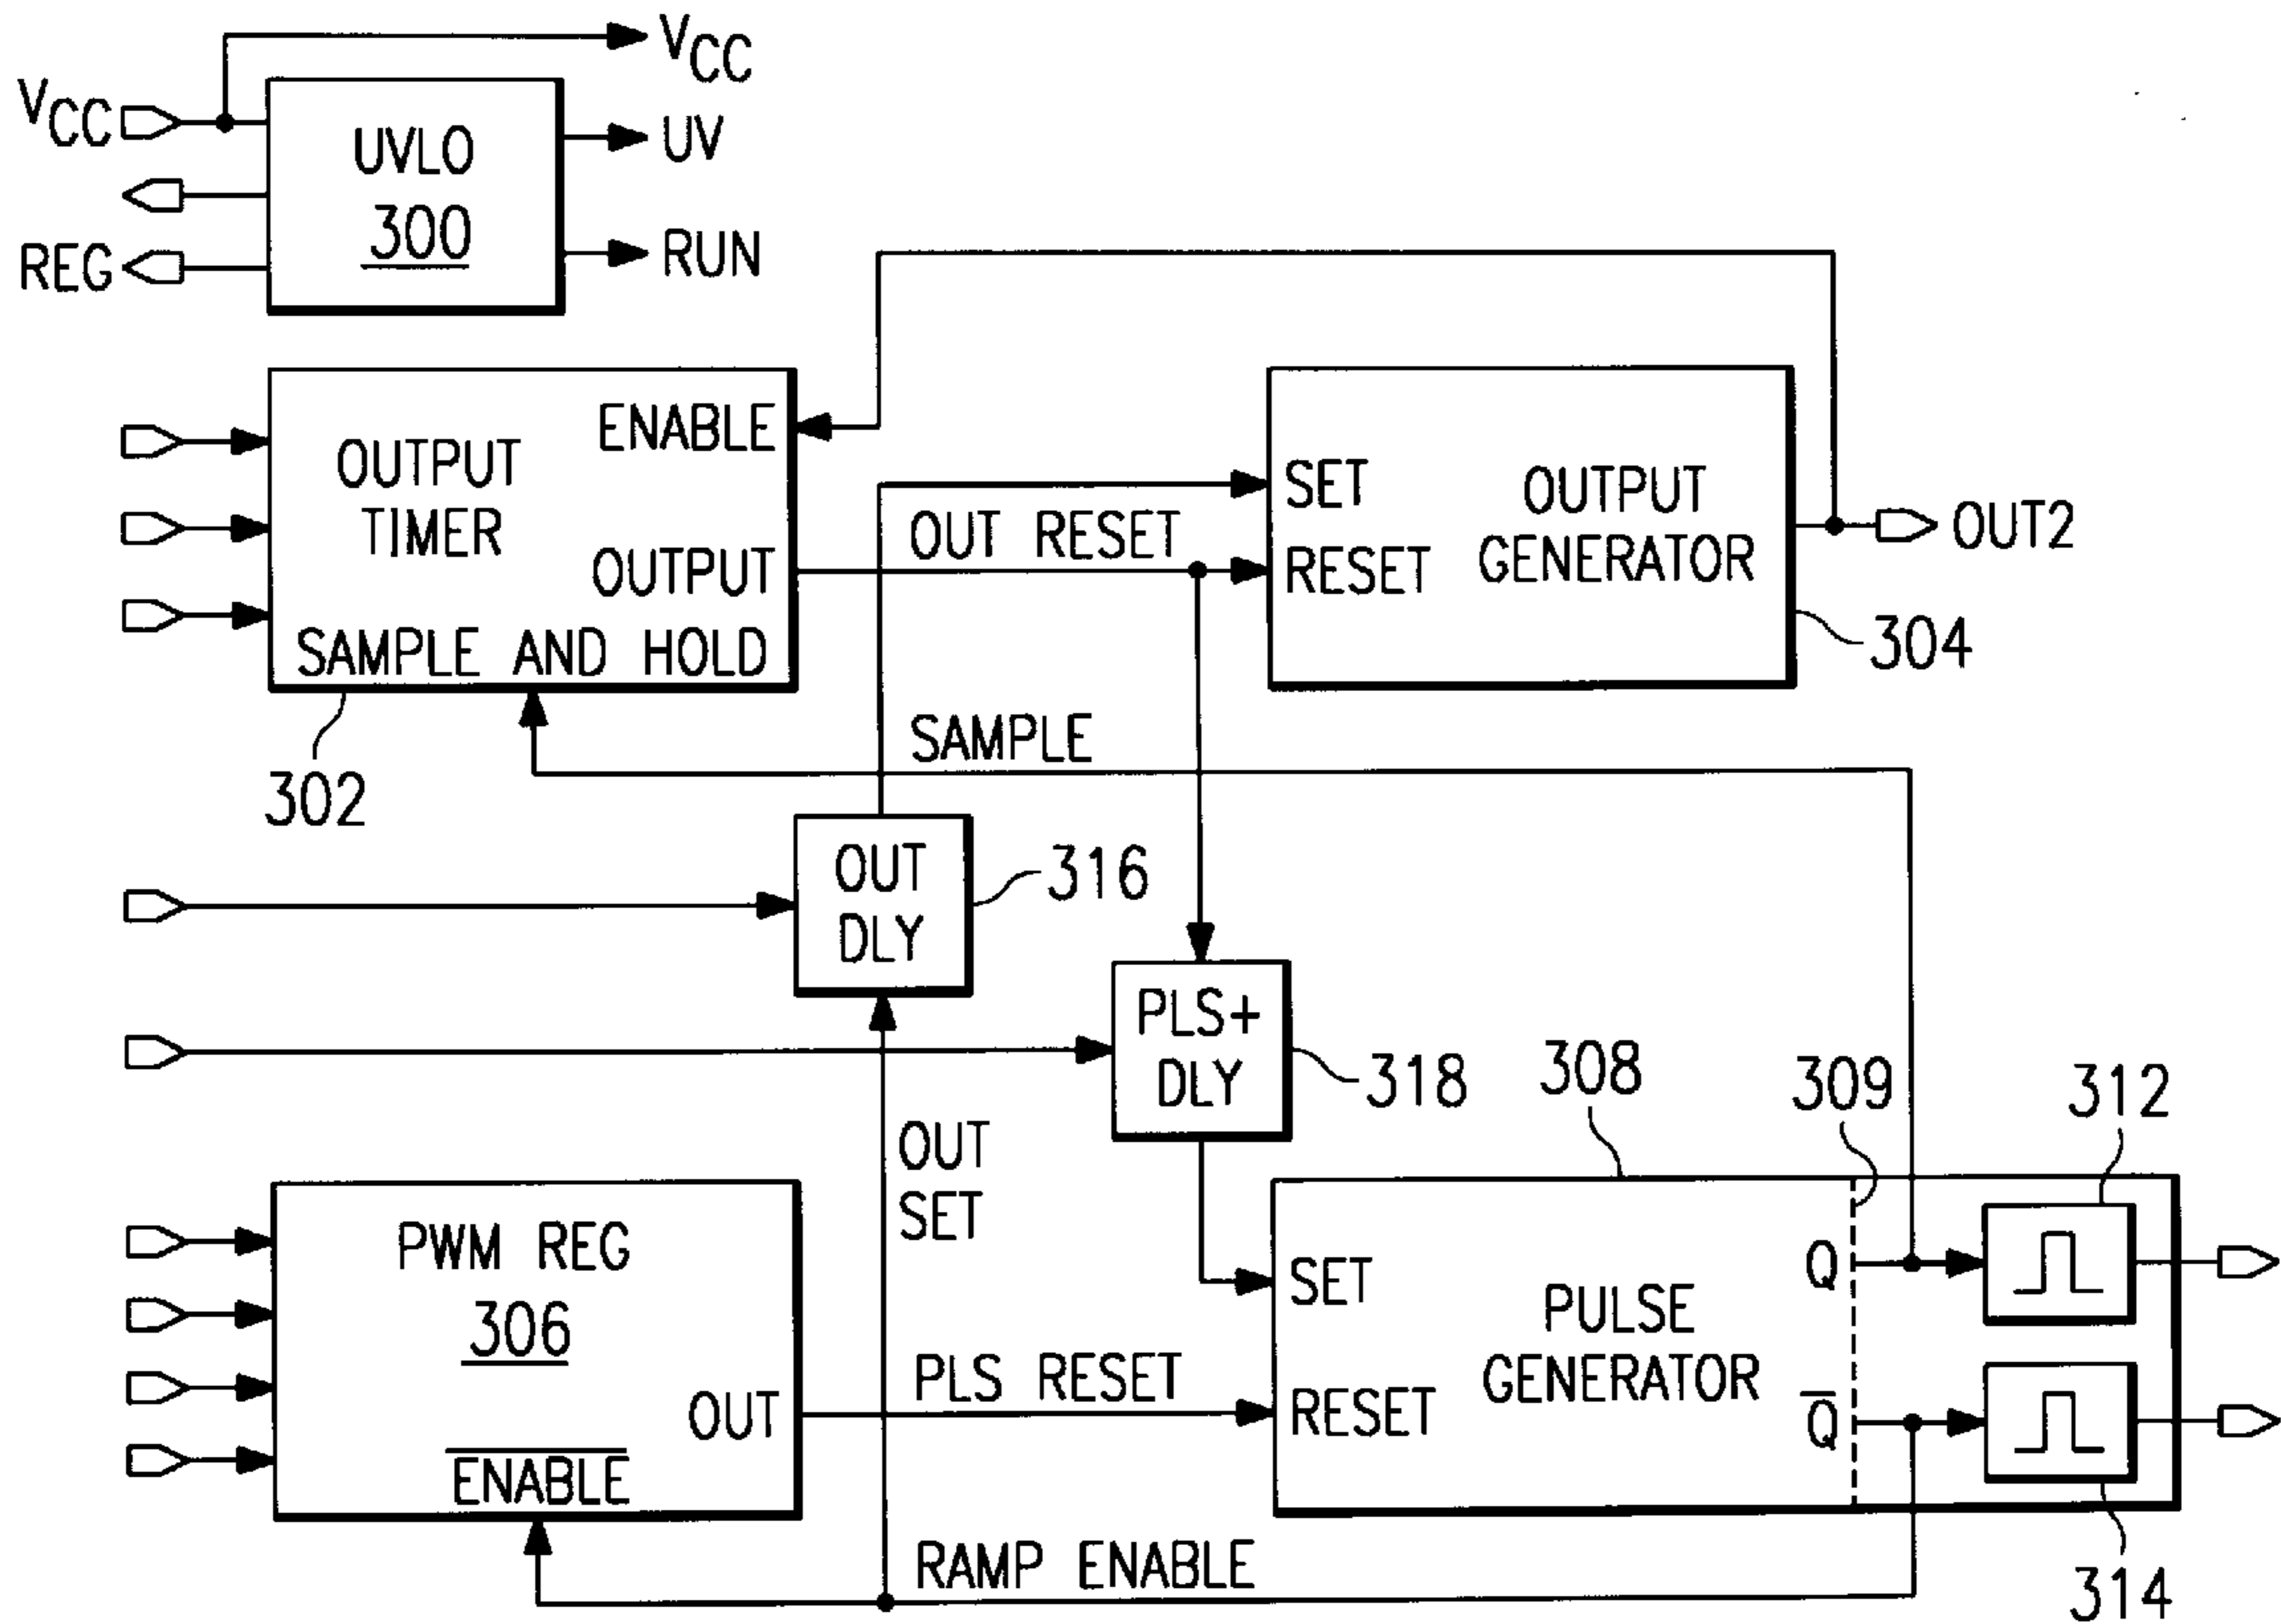 VCC
VCC
UVLO
300
UV
REG
RUN
ENABLE
OUTPUT
TIMER
OUTPUT
SAMPLE AND HOLD
302
OUT RESET
SET
RESET
OUTPUT
GENERATOR
OUT2
304
SAMPLE
OUT
DLY
316
PLS+
DLY
318
OUT
SET
308
309
312
PWM REG
306
OUT
E̅N̅A̅B̅L̅E̅
PLS RESET
SET
RESET
PULSE
GENERATOR
Q
Q̅
RAMP ENABLE
314